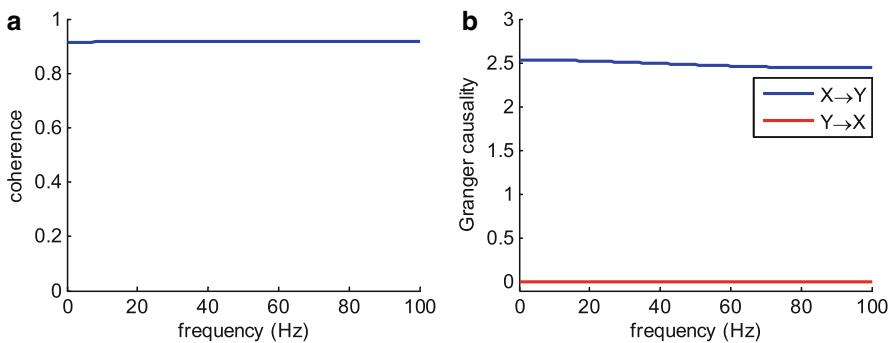 a
1
0.8
0.6
0.4
0.2
0
coherence
0 20 40 60 80 100
frequency (Hz)
b
3
2.5
2
1.5
1
0.5
0
Granger causality
X→Y
Y→X
0 20 40 60 80 100
frequency (Hz)